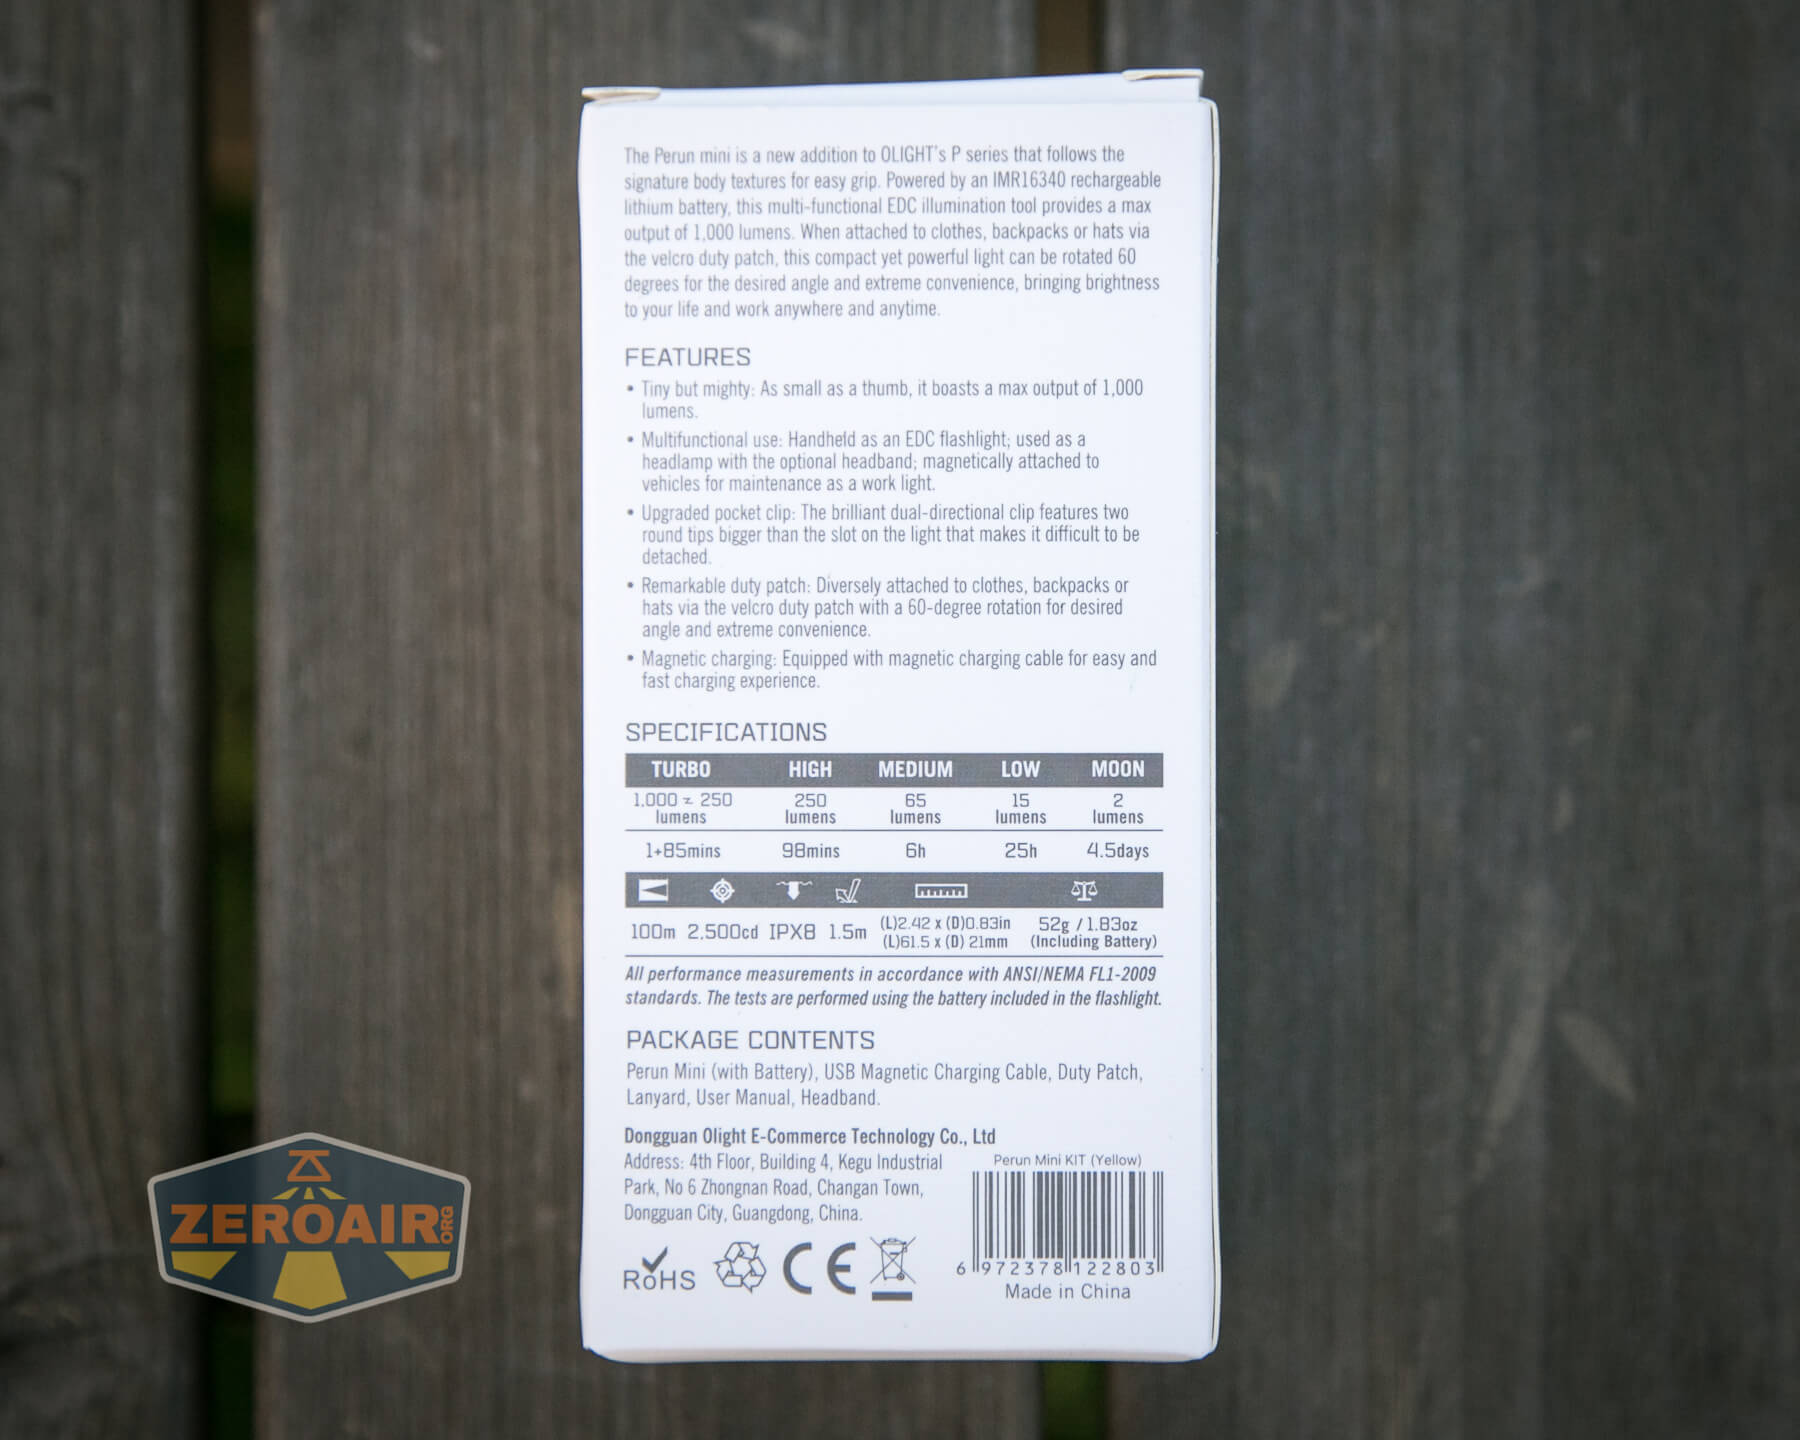 The Perun mini is a new addition to OLIGHT's P series that follows the
signature body textures for easy grip. Powered by an IMR16340 rechargeable
lithium battery, this multi-functional EDC illumination tool provides a max
output of 1,000 lumens. When attached to clothes, backpacks or hats via
the velcro duty patch, this compact yet powerful light can be rotated 60
degrees for the desired angle and extreme convenience, bringing brightness
to your life and work anywhere and anytime.
FEATURES
• Tiny but mighty: As small as a thumb, it boasts a max output of 1,000
lumens.
• Multifunctional use: Handheld as an EDC flashlight; used as a
headlamp with the optional headband; magnetically attached to
vehicles for maintenance as a work light.
• Upgraded pocket clip: The brilliant dual-directional clip features two
round tips bigger than the slot on the light that makes it difficult to be
detached.
• Remarkable duty patch: Diversely attached to clothes, backpacks or
hats via the velcro duty patch with a 60-degree rotation for desired
angle and extreme convenience.
• Magnetic charging: Equipped with magnetic charging cable for easy and
fast charging experience.
SPECIFICATIONS
TURBO HIGH MEDIUM LOW MOON
1,000 ~ 250 250 65 15 2
lumens lumens lumens lumens lumens
1+85mins 98mins 6h 25h 4.5days
100m 2,500cd IPX8 1.5m (L)2.42 x (D)0.83in 52g / 1.83oz
(L)61.5 x (D) 21mm (Including Battery)
All performance measurements in accordance with ANSI/NEMA FL1-2009
standards. The tests are performed using the battery included in the flashlight.
PACKAGE CONTENTS
Perun Mini (with Battery), USB Magnetic Charging Cable, Duty Patch,
Lanyard, User Manual, Headband.
Dongguan Olight E-Commerce Technology Co., Ltd
Address: 4th Floor, Building 4, Kegu Industrial
Park, No 6 Zhongnan Road, Changan Town,
Dongguan City, Guangdong, China.
Perun Mini KIT (Yellow)
6 972378 122803
Made in China
RoHS CE
ZEROAIR.ORG